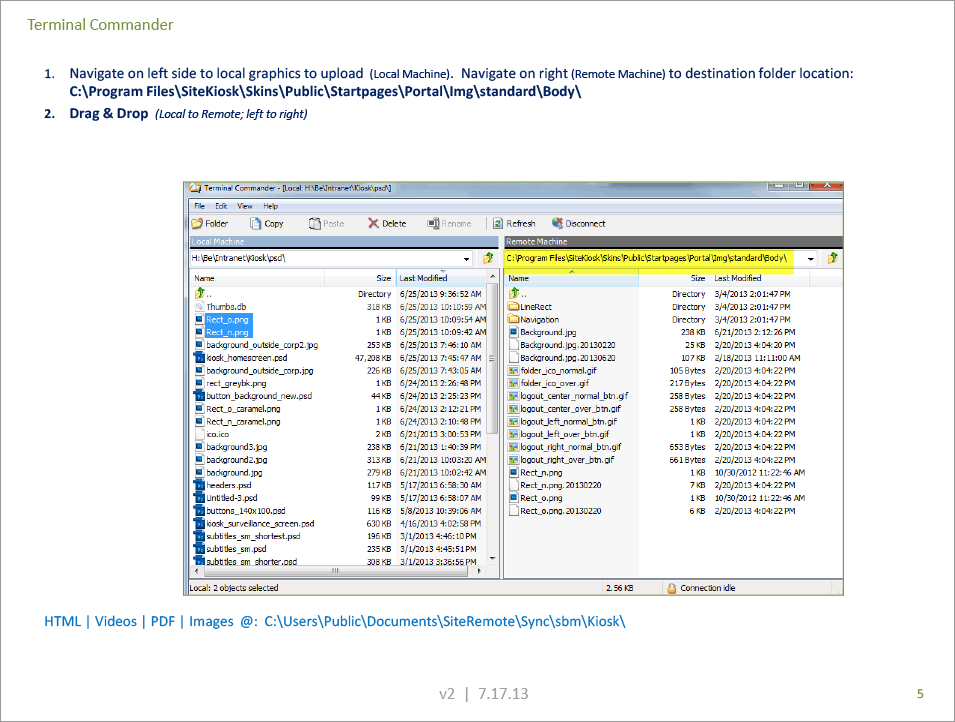 Terminal Commander
1. Navigate on left side to local graphics to upload (Local Machine). Navigate on right (Remote Machine) to destination folder location:
C:\Program Files\SiteKiosk\Skins\Public\Startpages\Portal\Img\standard\Body\
2. Drag & Drop (Local to Remote; left to right)
Terminal Commander - [Local: H:\Be\Intranet\Kiosk\psd\]
File Edit View Help
Folder Copy Paste Delete Rename Refresh Disconnect
Local Machine
H:\Be\Intranet\Kiosk\psd\
Name Size Last Modified
.. Directory 6/25/2013 9:36:52 AM
Thumbs.db 318 KB 6/25/2013 10:10:59 AM
Rect_o.png 1 KB 6/25/2013 10:09:54 AM
Rect_n.png 1 KB 6/25/2013 10:09:42 AM
background_outside_corp2.jpg 253 KB 6/25/2013 7:46:10 AM
kiosk_homescreen.psd 47,208 KB 6/25/2013 7:45:47 AM
background_outside_corp.jpg 226 KB 6/25/2013 7:43:05 AM
rect_greybk.png 1 KB 6/24/2013 2:26:48 PM
button_background_new.psd 44 KB 6/24/2013 2:25:23 PM
Rect_o_caramel.png 1 KB 6/24/2013 2:12:21 PM
Rect_n_caramel.png 1 KB 6/24/2013 2:10:48 PM
ico.ico 2 KB 6/21/2013 3:00:53 PM
background3.jpg 238 KB 6/21/2013 1:40:39 PM
background2.jpg 313 KB 6/21/2013 10:03:20 AM
background.jpg 279 KB 6/21/2013 10:02:42 AM
headers.psd 117 KB 5/17/2013 6:58:30 AM
Untitled-3.psd 99 KB 5/17/2013 6:58:07 AM
buttons_140x100.psd 116 KB 5/8/2013 10:39:06 AM
kiosk_surveillance_screen.psd 630 KB 4/16/2013 4:02:58 PM
subtitles_sm_shortest.psd 196 KB 3/1/2013 4:46:10 PM
subtitles_sm.psd 235 KB 3/1/2013 4:45:51 PM
subtitles_sm_shorter.psd 308 KB 3/1/2013 3:36:56 PM
Remote Machine
C:\Program Files\SiteKiosk\Skins\Public\Startpages\Portal\Img\standard\Body\
Name Size Last Modified
.. Directory 3/4/2013 2:01:47 PM
LineRect Directory 3/4/2013 2:01:47 PM
Navigation Directory 3/4/2013 2:01:47 PM
Background.jpg 238 KB 6/21/2013 2:12:26 PM
Background.jpg.20130220 25 KB 2/20/2013 4:04:20 PM
Background.jpg.20130620 107 KB 2/18/2013 11:11:00 AM
folder_ico_normal.gif 105 Bytes 2/20/2013 4:04:22 PM
folder_ico_over.gif 217 Bytes 2/20/2013 4:04:22 PM
logout_center_normal_btn.gif 258 Bytes 2/20/2013 4:04:22 PM
logout_center_over_btn.gif 258 Bytes 2/20/2013 4:04:22 PM
logout_left_normal_btn.gif 1 KB 2/20/2013 4:04:22 PM
logout_left_over_btn.gif 1 KB 2/20/2013 4:04:22 PM
logout_right_normal_btn.gif 653 Bytes 2/20/2013 4:04:22 PM
logout_right_over_btn.gif 661 Bytes 2/20/2013 4:04:22 PM
Rect_n.png 1 KB 10/30/2012 11:22:46 AM
Rect_n.png.20130220 7 KB 2/20/2013 4:04:22 PM
Rect_o.png 1 KB 10/30/2012 11:22:46 AM
Rect_o.png.20130220 6 KB 2/20/2013 4:04:22 PM
Local: 2 objects selected 2.56 KB Connection idle
HTML | Videos | PDF | Images @: C:\Users\Public\Documents\SiteRemote\Sync\sbm\Kiosk\
v2 | 7.17.13
5